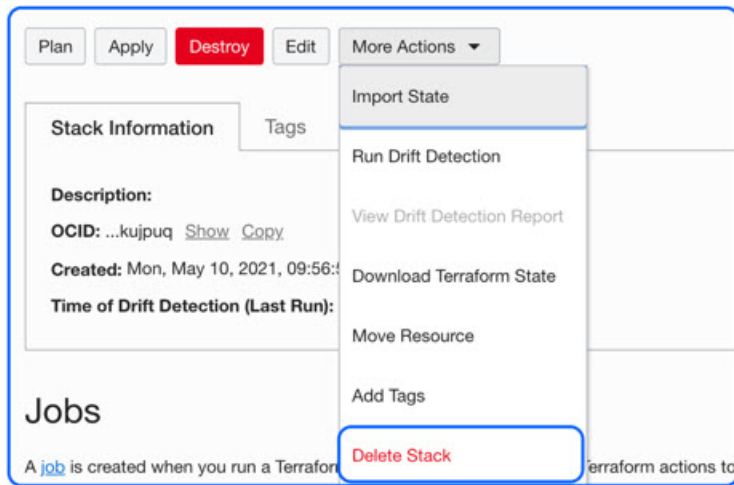 Plan Apply Destroy Edit More Actions
Import State
Stack Information Tags
Run Drift Detection
Description:
View Drift Detection Report
OCID: ...kujpuq Show Copy
Created: Mon, May 10, 2021, 09:56:
Download Terraform State
Time of Drift Detection (Last Run):
Move Resource
Add Tags
Jobs
Delete Stack
A job is created when you run a Terraform actions to